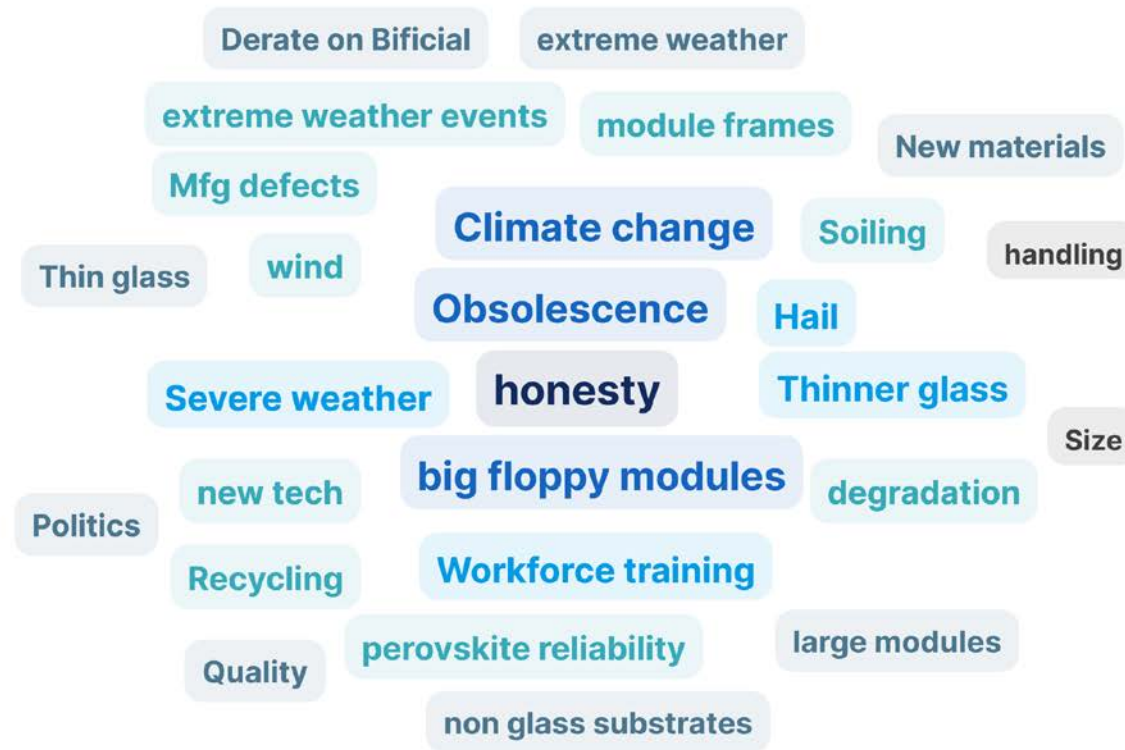 Derate on Bificial
extreme weather
extreme weather events
module frames
New materials
Mfg defects
Climate change
Soiling
handling
Thin glass
wind
Obsolescence
Hail
Severe weather
honesty
Thinner glass
Size
big floppy modules
new tech
degradation
Politics
Recycling
Workforce training
perovskite reliability
large modules
Quality
non glass substrates